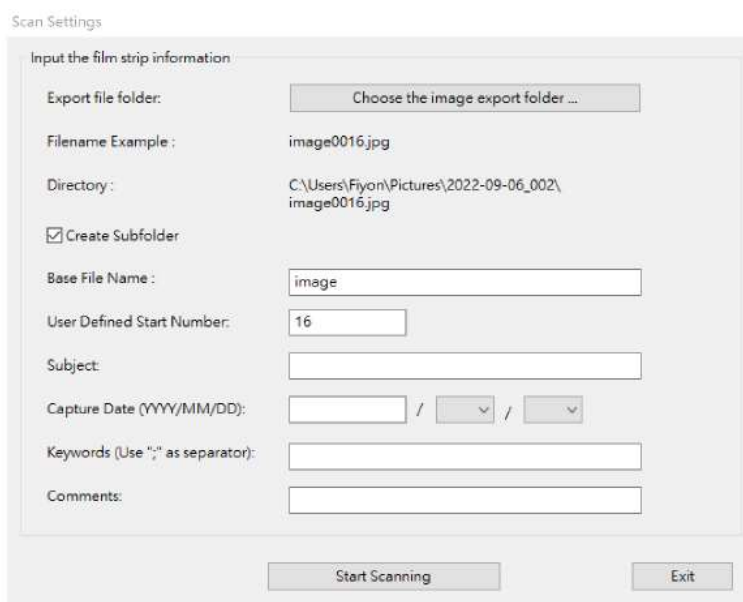 Scan Settings
Input the film strip information
Export file folder:
Choose the image export folder ...
Filename Example :
image0016.jpg
Directory :
C:\Users\Fiyon\Pictures\2022-09-06_002\
image0016.jpg
Create Subfolder
Base File Name :
image
User Defined Start Number:
16
Subject:
Capture Date (YYYY/MM/DD):
/
/
Keywords (Use ";" as separator):
Comments:
Start Scanning
Exit